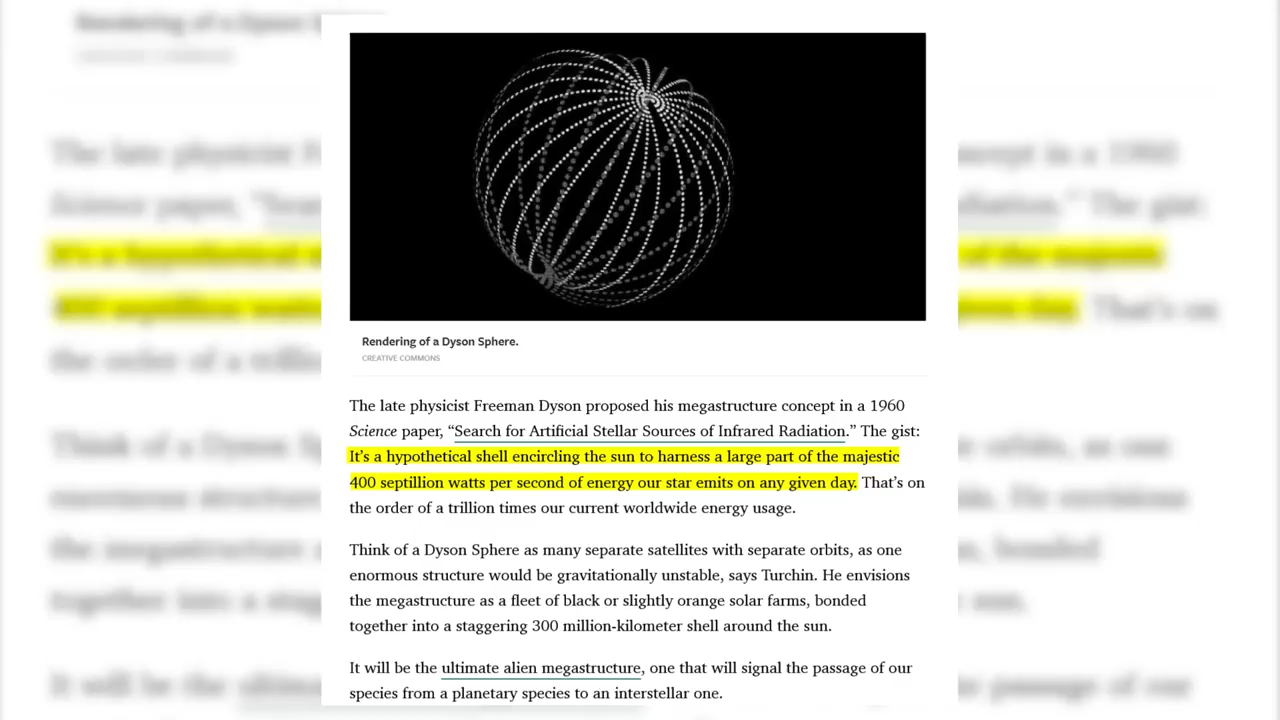 Rendering of a Dyson Sphere.
CREATIVE COMMONS
The late physicist Freeman Dyson proposed his megastructure concept in a 1960
Science paper, “Search for Artificial Stellar Sources of Infrared Radiation.” The gist:
It’s a hypothetical shell encircling the sun to harness a large part of the majestic
400 septillion watts per second of energy our star emits on any given day. That’s on
the order of a trillion times our current worldwide energy usage.
Think of a Dyson Sphere as many separate satellites with separate orbits, as one
enormous structure would be gravitationally unstable, says Turchin. He envisions
the megastructure as a fleet of black or slightly orange solar farms, bonded
together into a staggering 300 million-kilometer shell around the sun.
It will be the ultimate alien megastructure, one that will signal the passage of our
species from a planetary species to an interstellar one.